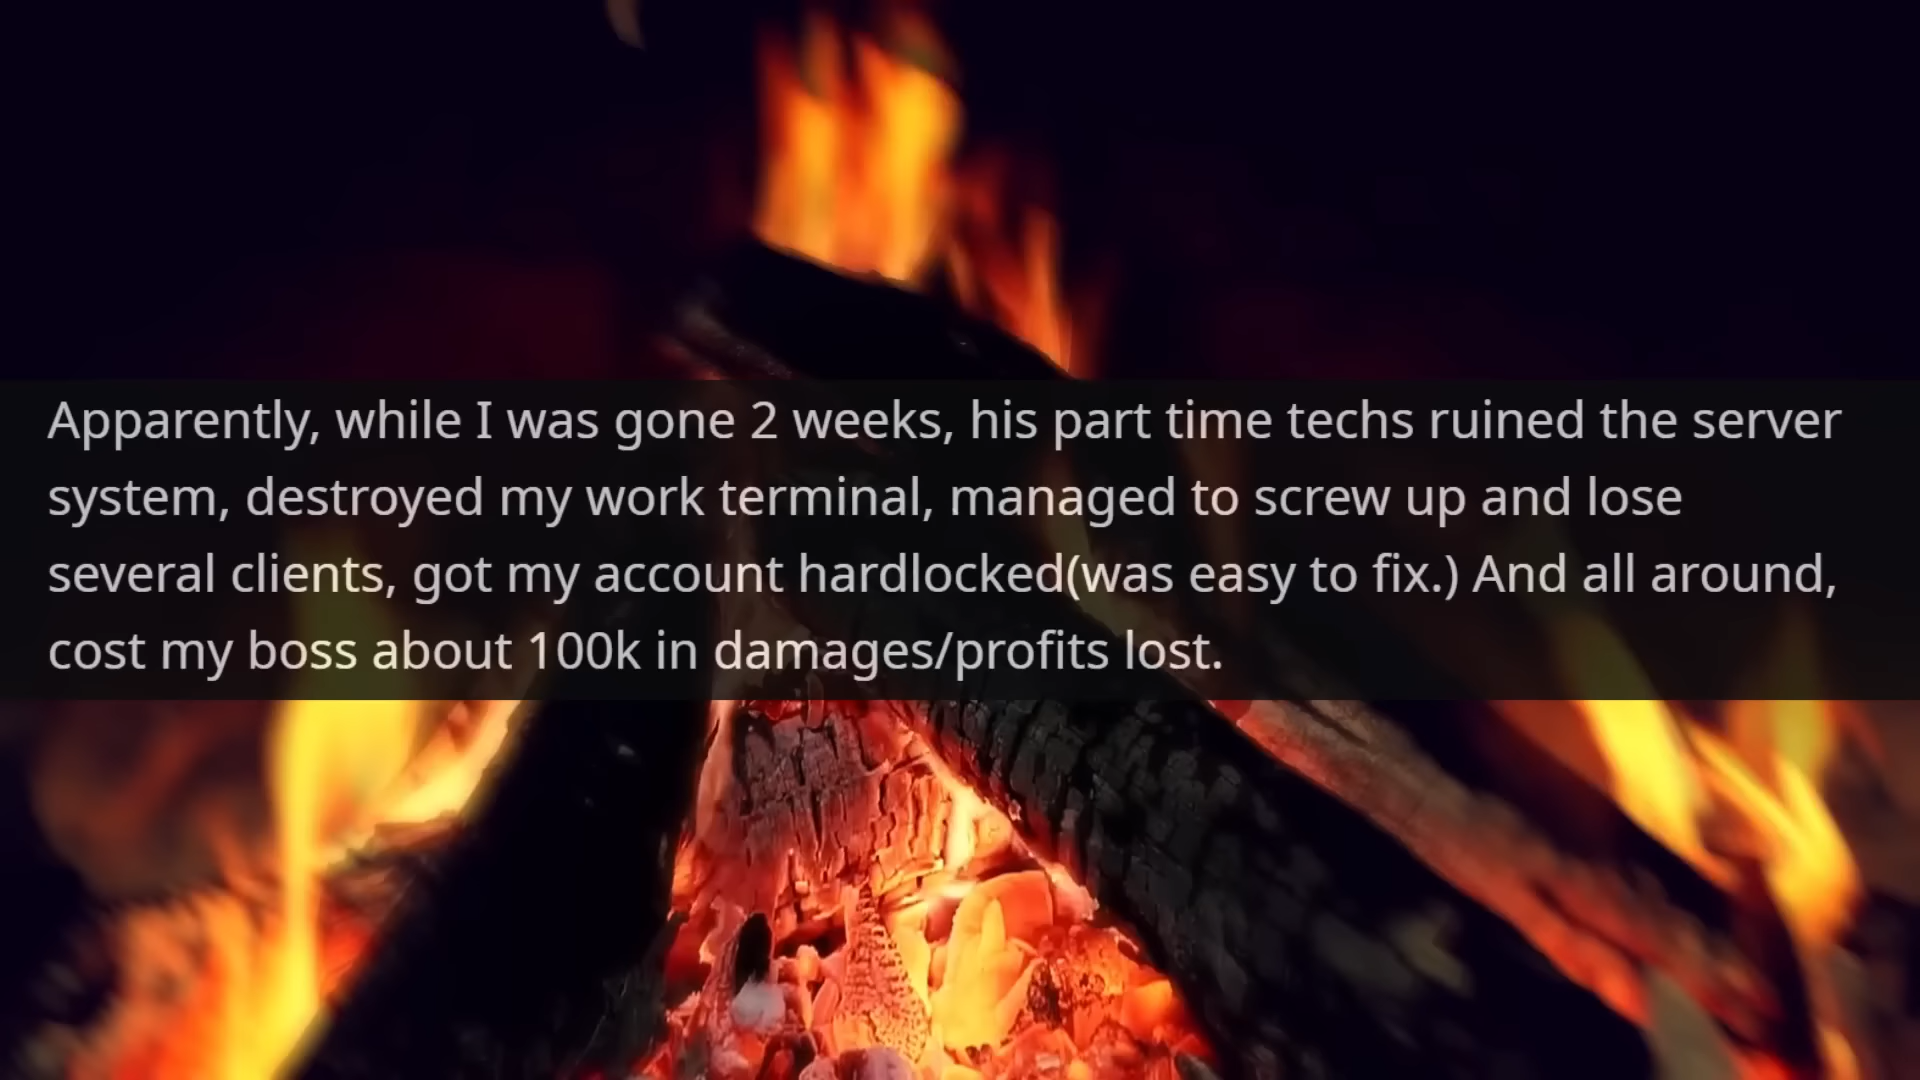 Apparently, while I was gone 2 weeks, his part time techs ruined the server
system, destroyed my work terminal, managed to screw up and lose
several clients, got my account hardlocked(was easy to fix.) And all around,
cost my boss about 100k in damages/profits lost.